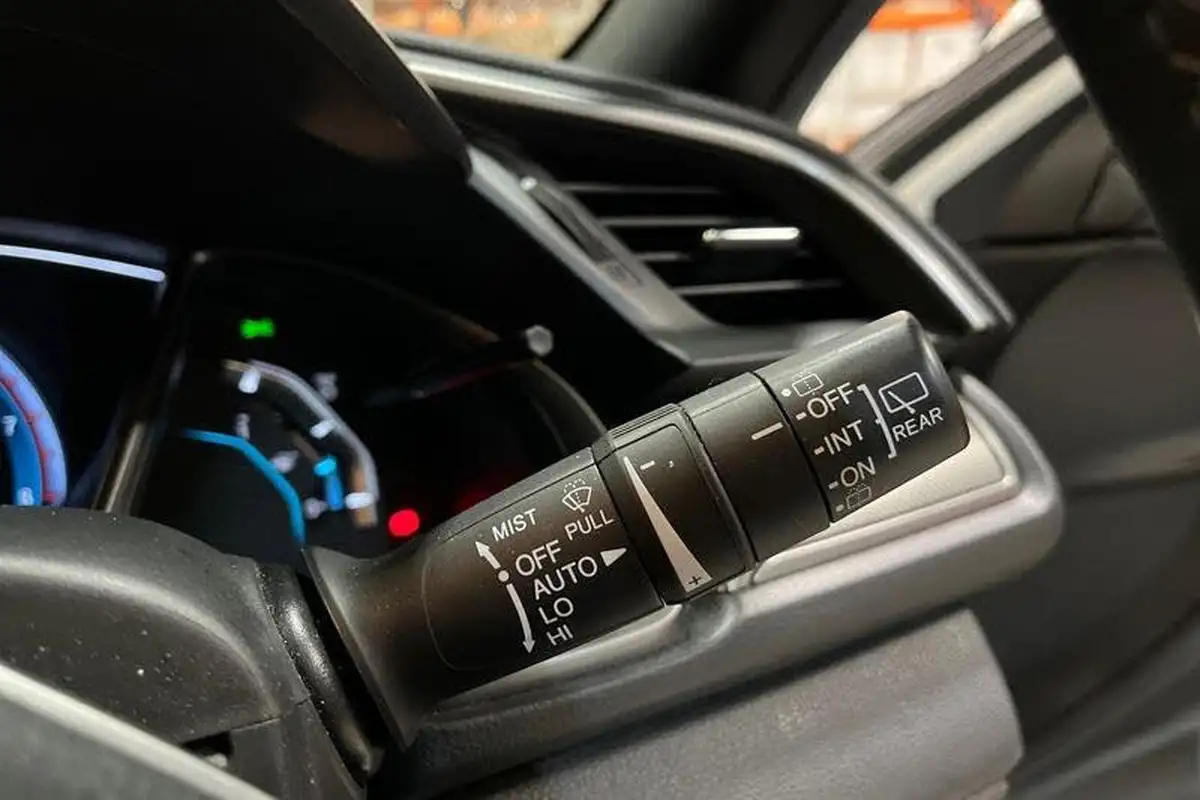 MIST
PULL
OFF
AUTO
LO
HI
-
+
-OFF
-INT
-ON
REAR